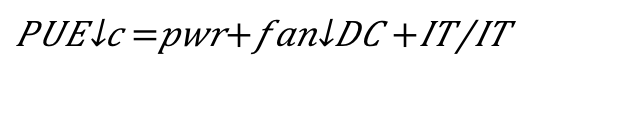 PUE↓c =pwr+ fan↓DC +IT/IT